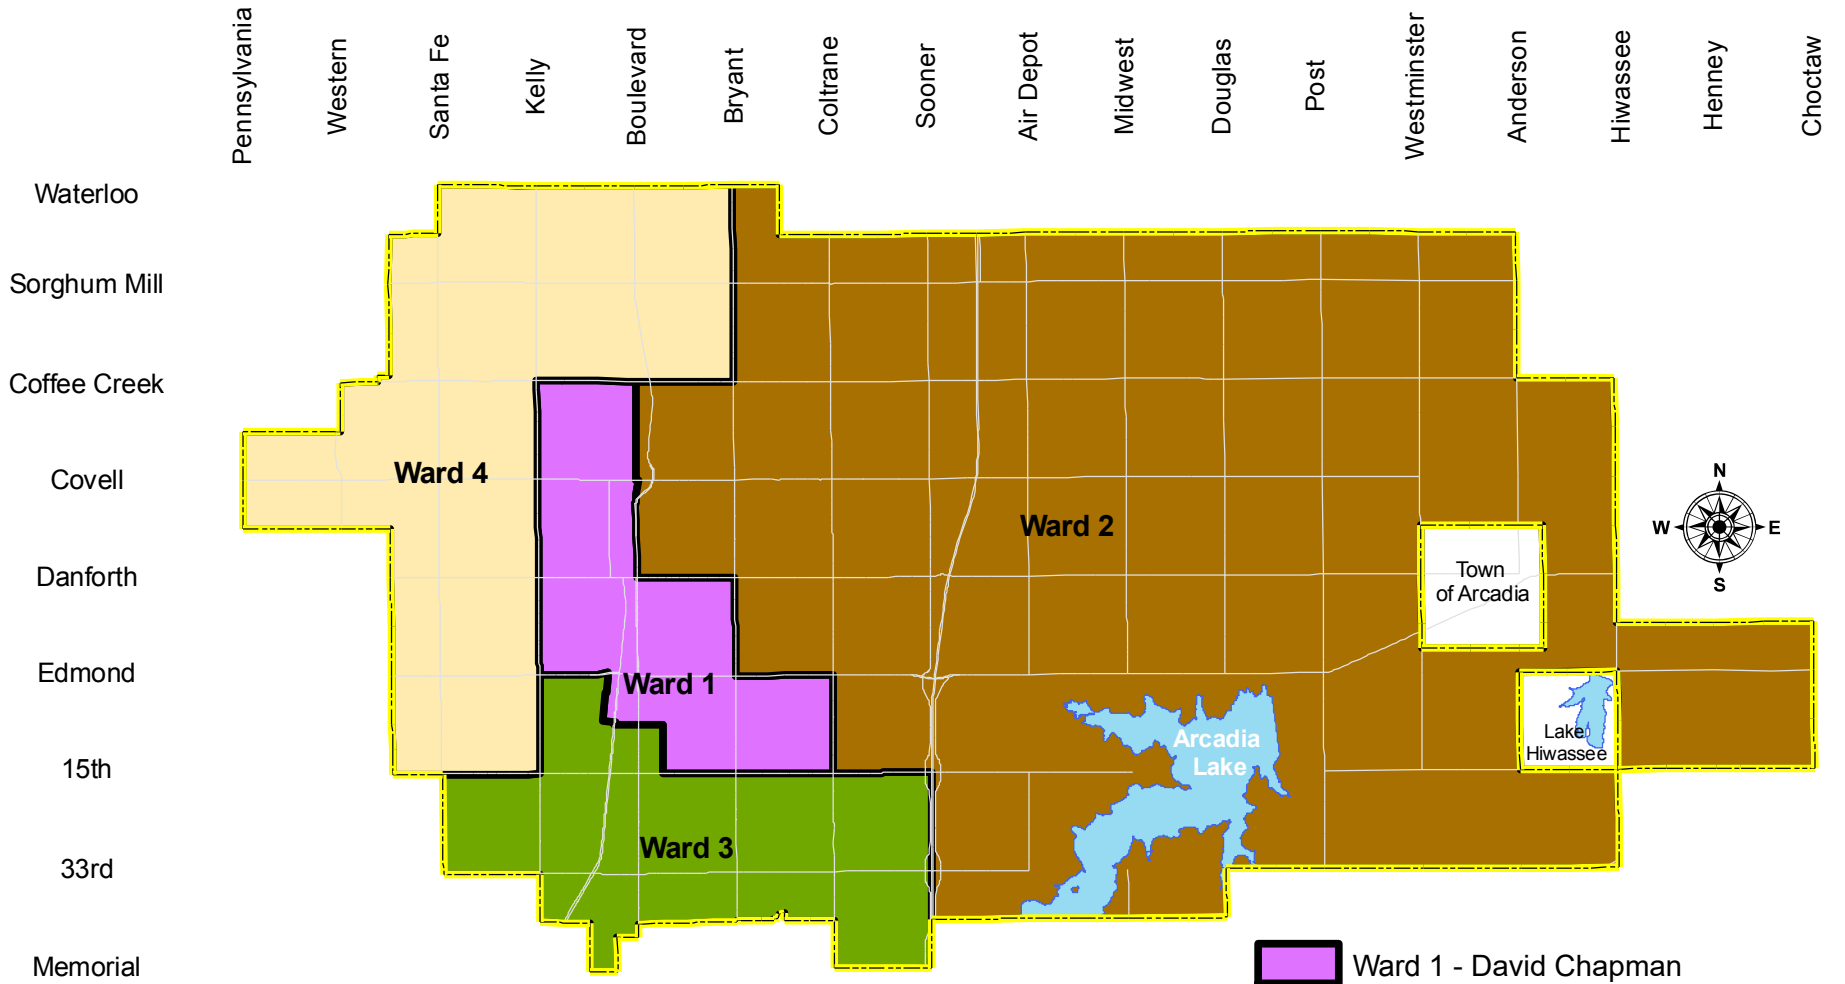 Pennsylvania
Western
Santa Fe
Kelly
Boulevard
Bryant
Coltrane
Sooner
Air Depot
Midwest
Douglas
Post
Westminster
Anderson
Hiwassee
Henney
Choctaw
Waterloo
Sorghum Mill
Coffee Creek
Covell
Danforth
Edmond
15th
33rd
Memorial
Ward 4
Ward 2
Ward 1
Ward 3
Town
of Arcadia
Arcadia
Lake
Lake
Hiwassee
N
W
E
S
Ward 1 - David Chapman